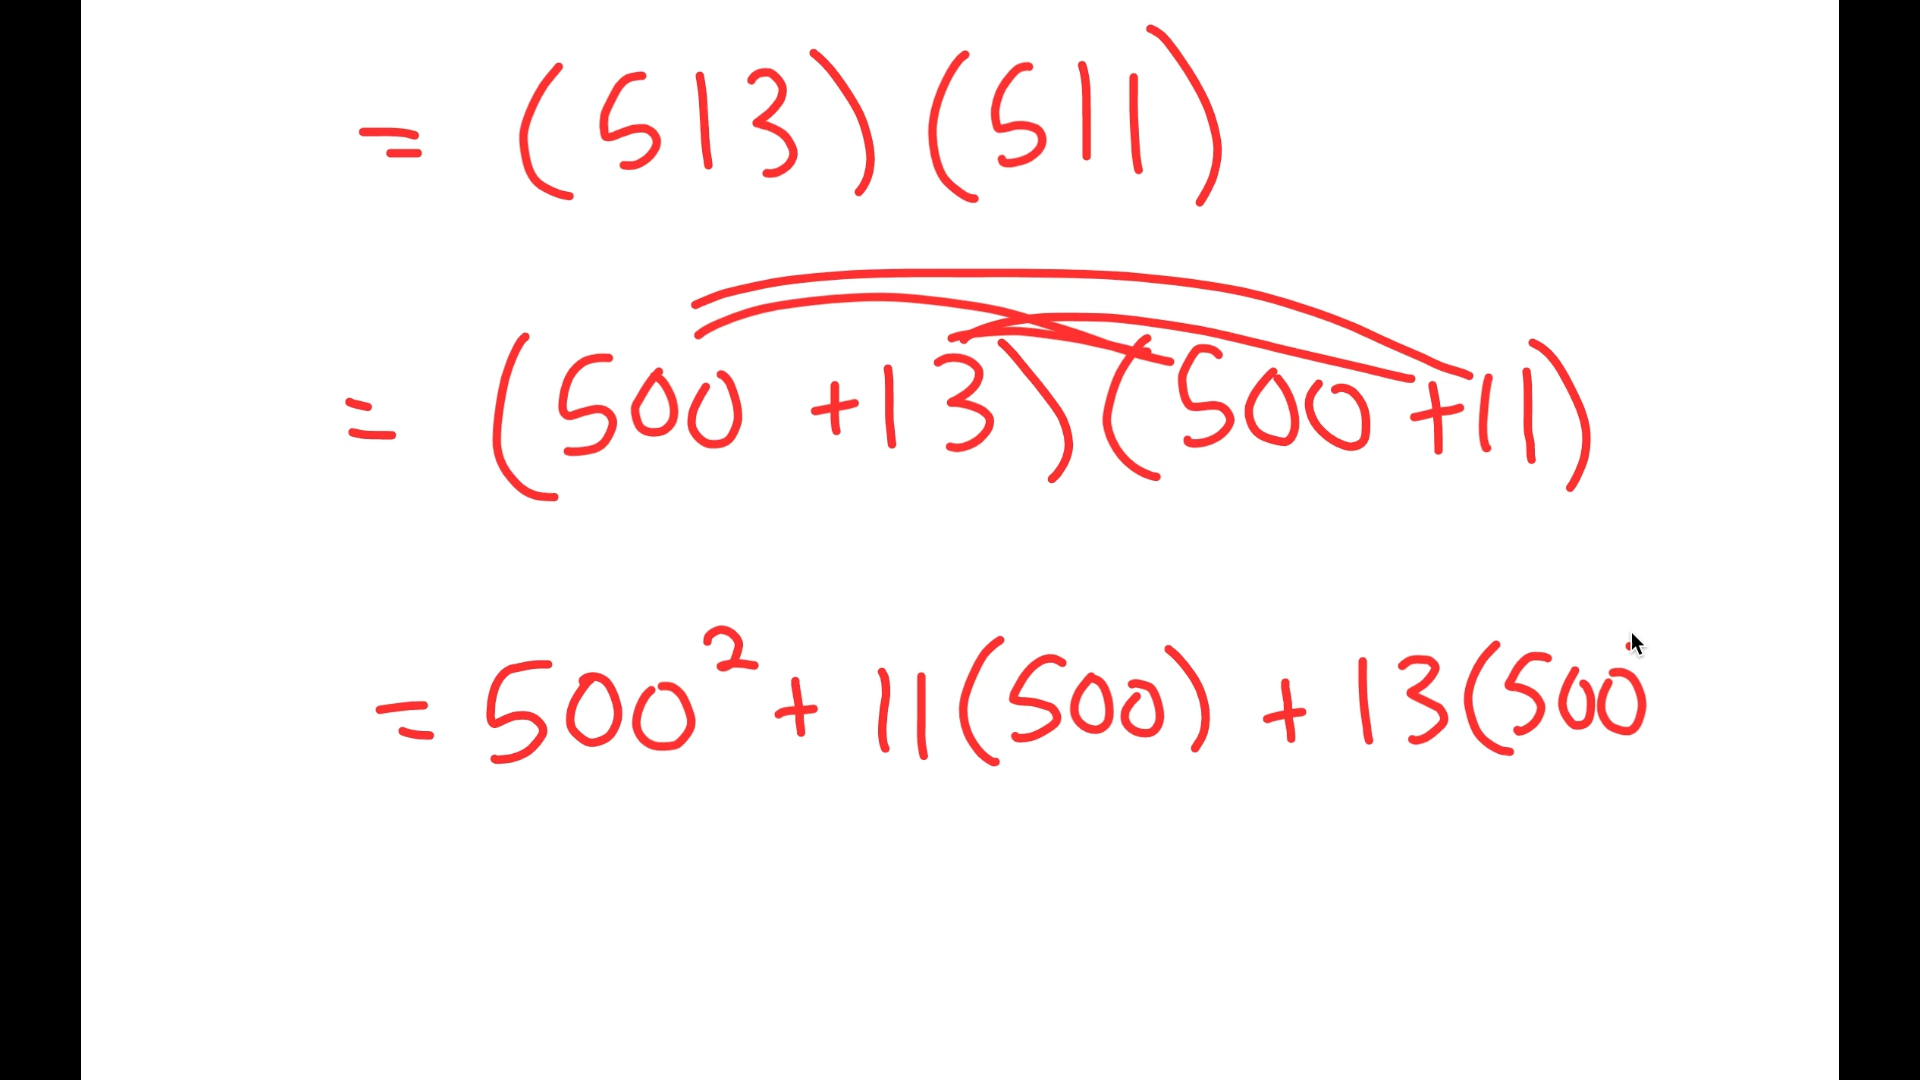 = (513)(511)
= (500 +13)(500 +11)
= 500² + 11(500) + 13(500